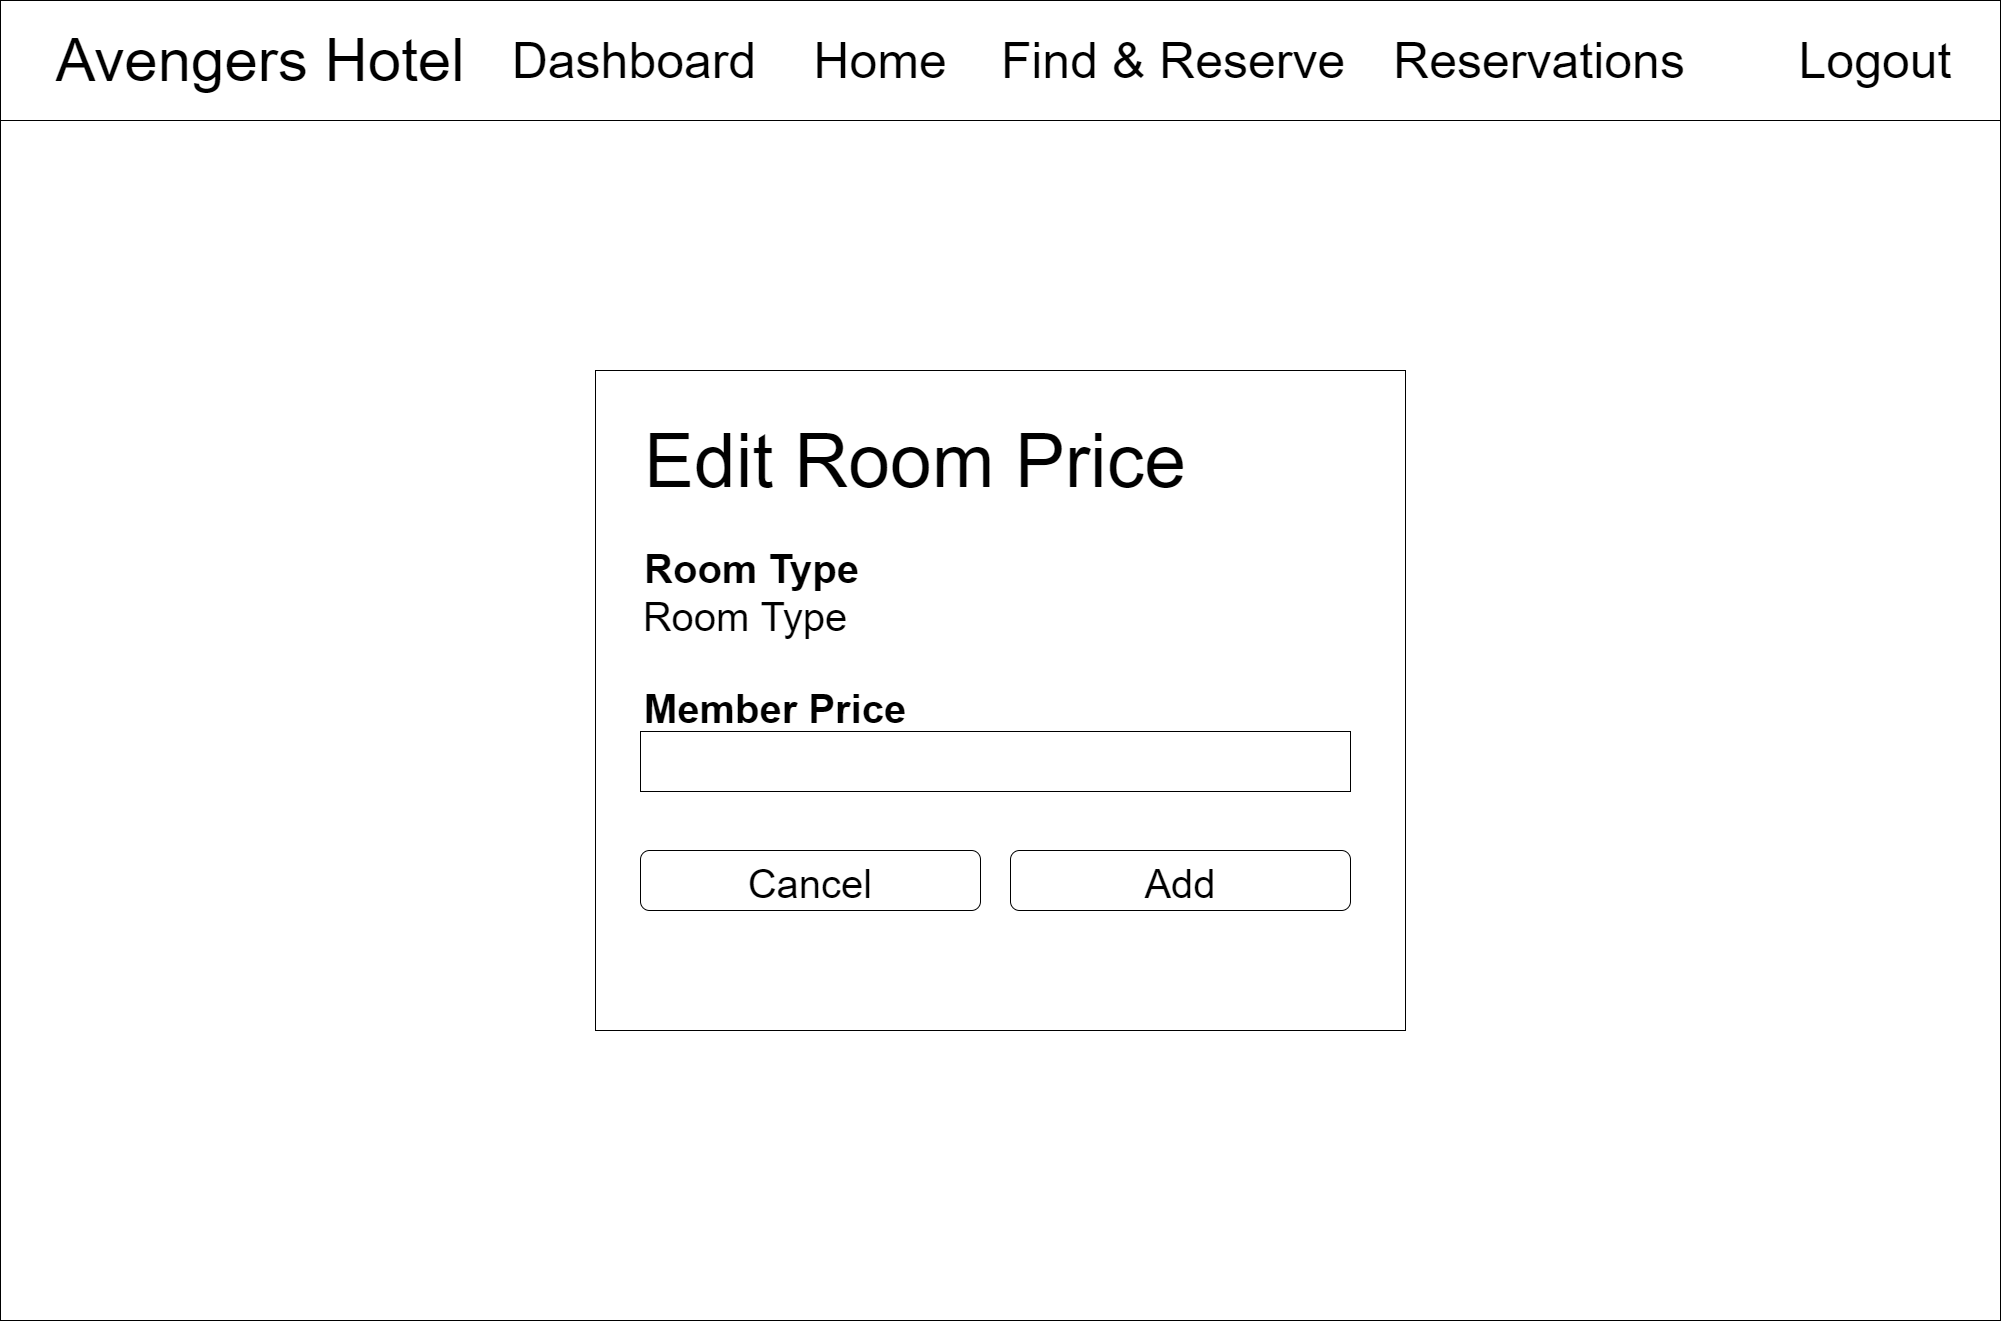 Avengers Hotel Dashboard Home Find & Reserve Reservations Logout
Edit Room Price
Room Type
Room Type
Member Price
Cancel Add